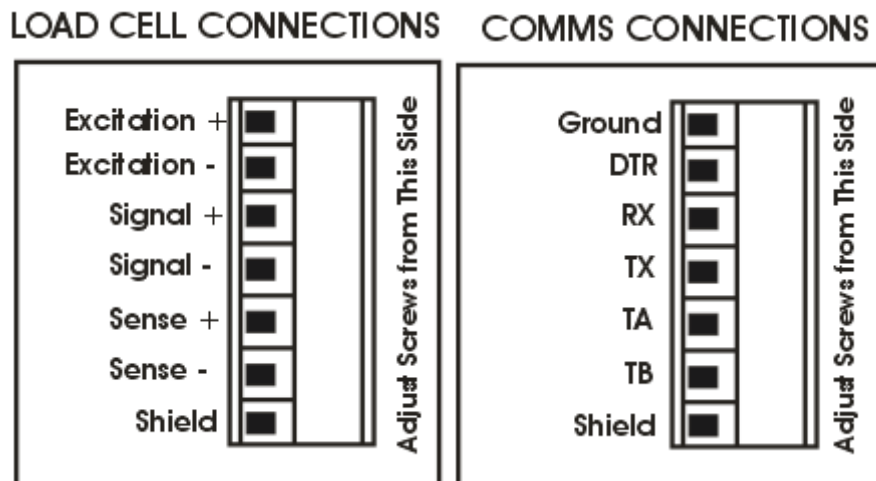 LOAD CELL CONNECTIONS
Excitation +
Excitation -
Signal +
Signal -
Sense +
Sense -
Shield
Adjust Screws from This Side
COMMS CONNECTIONS
Ground
DTR
RX
TX
TA
TB
Shield
Adjust Screws from This Side